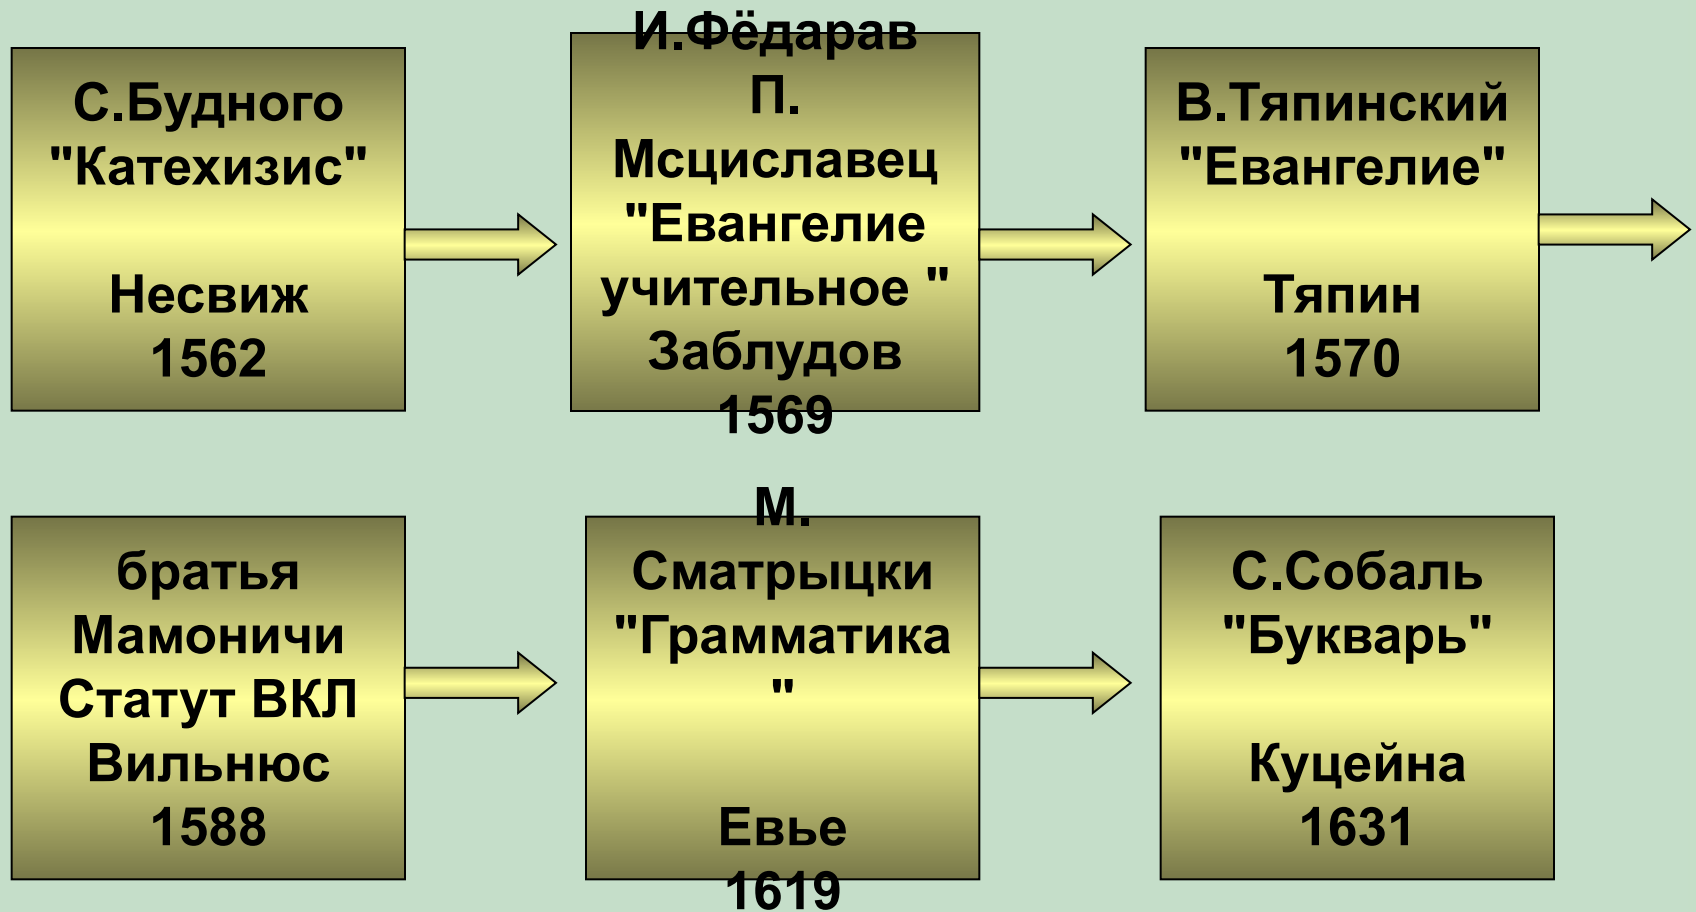 С.Будного
"Катехизис"
Несвиж
1562
И.Фёдарав
П.
Мсциславец
"Евангелие
учительное "
Заблудов
1569
В.Тяпинский
"Евангелие"
Тяпин
1570
братья
Мамоничи
Статут ВКЛ
Вильнюс
1588
М.
Сматрыцки
"Грамматика
"
Евье
1619
С.Собаль
"Букварь"
Куцейна
1631